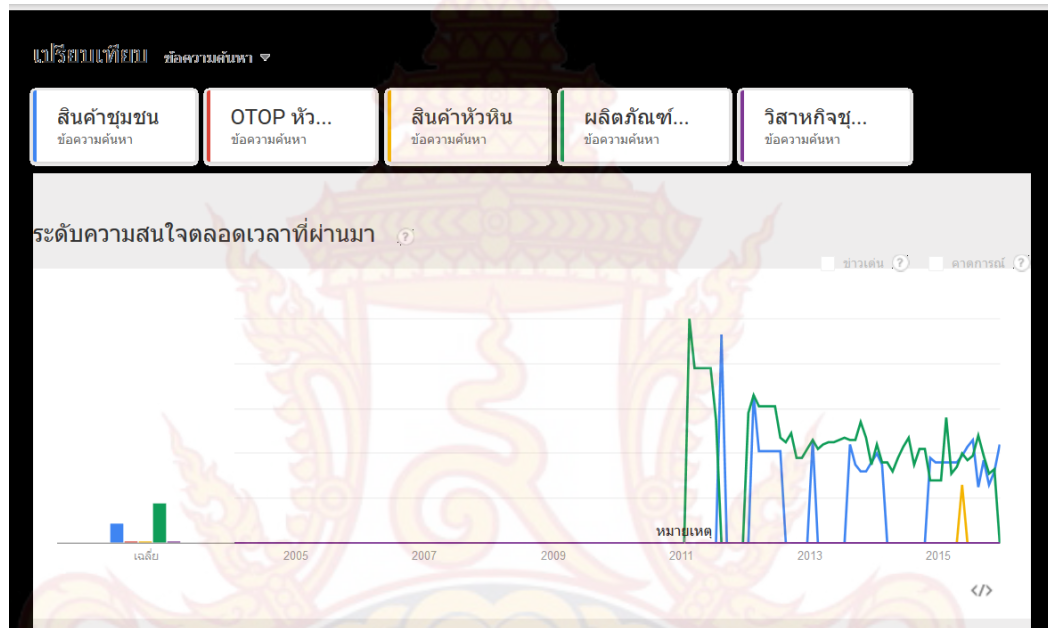 เปรียบเทียบ ข้อความค้นหา
สินค้าชุมชน OTOP หัว... สินค้าหัวหิน ผลิตภัณฑ์... วิสาหกิจชุ...
ข้อความค้นหา ข้อความค้นหา ข้อความค้นหา ข้อความค้นหา ข้อความค้นหา
ระดับความสนใจตลอดเวลาที่ผ่านมา ?
ข่าวเด่น ? คาดการณ์ ?
หมายเหตุ
เฉลี่ย 2005 2007 2009 2011 2013 2015
</>